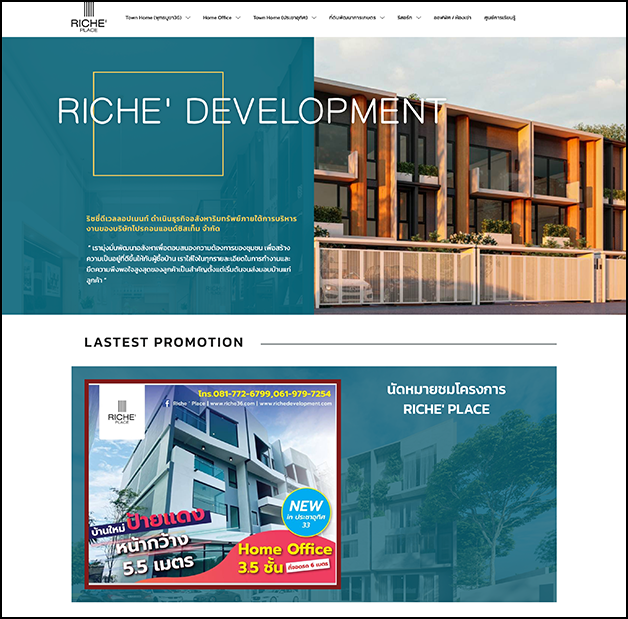 RICHE'
PLACE
Town Home (พุทธบูชา36)
Home Office
Town Home (ประชาอุทิศ)
ที่ดินพัฒนาการเกษตร
รีสอร์ท
ออฟฟิศ / ห้องเช่า
ศูนย์การเรียนรู้
RICHE' DEVELOPMENT
ริชชี่ดีเวลลอปเมนท์ ดำเนินธุรกิจอสังหาริมทรัพย์ภายใต้การบริหาร
งานของบริษัทโปรคอนแอนด์ซิสเท็ม จำกัด
" เรามุ่งมั่นพัฒนาอสังหาเพื่อตอบสนองความต้องการของชุมชน เพื่อสร้าง
ความเป็นอยู่ที่ดีขึ้นให้กับผู้ซื้อบ้าน เราใส่ใจในทุกรายละเอียดในการทำงานและ
ยึดความพึงพอใจสูงสุดของลูกค้าเป็นสำคัญตั้งแต่เริ่มต้นจนส่งมอบบ้านแก่
ลูกค้า "
LASTEST PROMOTION
โทร.081-772-6799,061-979-7254
Riche ' Place | www.riche36.com | www.richedevelopment.com
RICHE'
PLACE
บ้านใหม่ ป้ายแดง
หน้ากว้าง
5.5 เมตร
NEW
in ประชาอุทิศ
33
Home Office
3.5 ชั้น ที่จอดรถ 6 เมตร
นัดหมายชมโครงการ
RICHE' PLACE